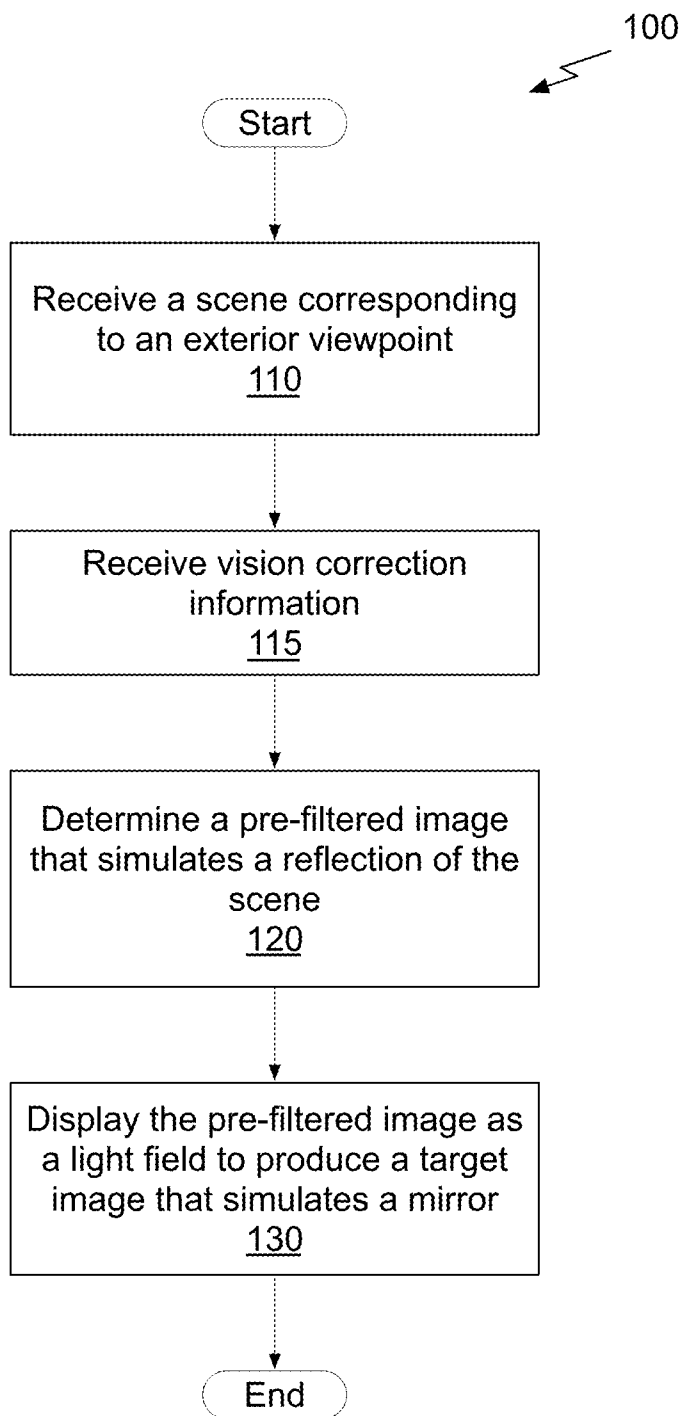 100
Start
Receive a scene corresponding
to an exterior viewpoint
110
Receive vision correction
information
115
Determine a pre-filtered image
that simulates a reflection of the
scene
120
Display the pre-filtered image as
a light field to produce a target
image that simulates a mirror
130
End